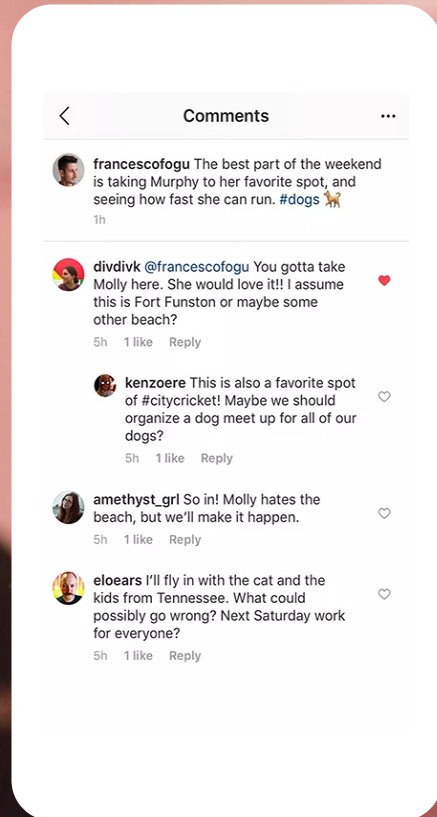 Comments
francescofogu The best part of the weekend
is taking Murphy to her favorite spot, and
seeing how fast she can run. #dogs 🐕
1h
divdivk @francescofogu You gotta take
Molly here. She would love it!! I assume
this is Fort Funston or maybe some
other beach?
5h 1 like Reply
kenzoere This is also a favorite spot
of #citycricket! Maybe we should
organize a dog meet up for all of our
dogs?
5h 1 like Reply
amethyst_grl So in! Molly hates the
beach, but we’ll make it happen.
5h 1 like Reply
eloears I’ll fly in with the cat and the
kids from Tennessee. What could
possibly go wrong? Next Saturday work
for everyone?
5h 1 like Reply